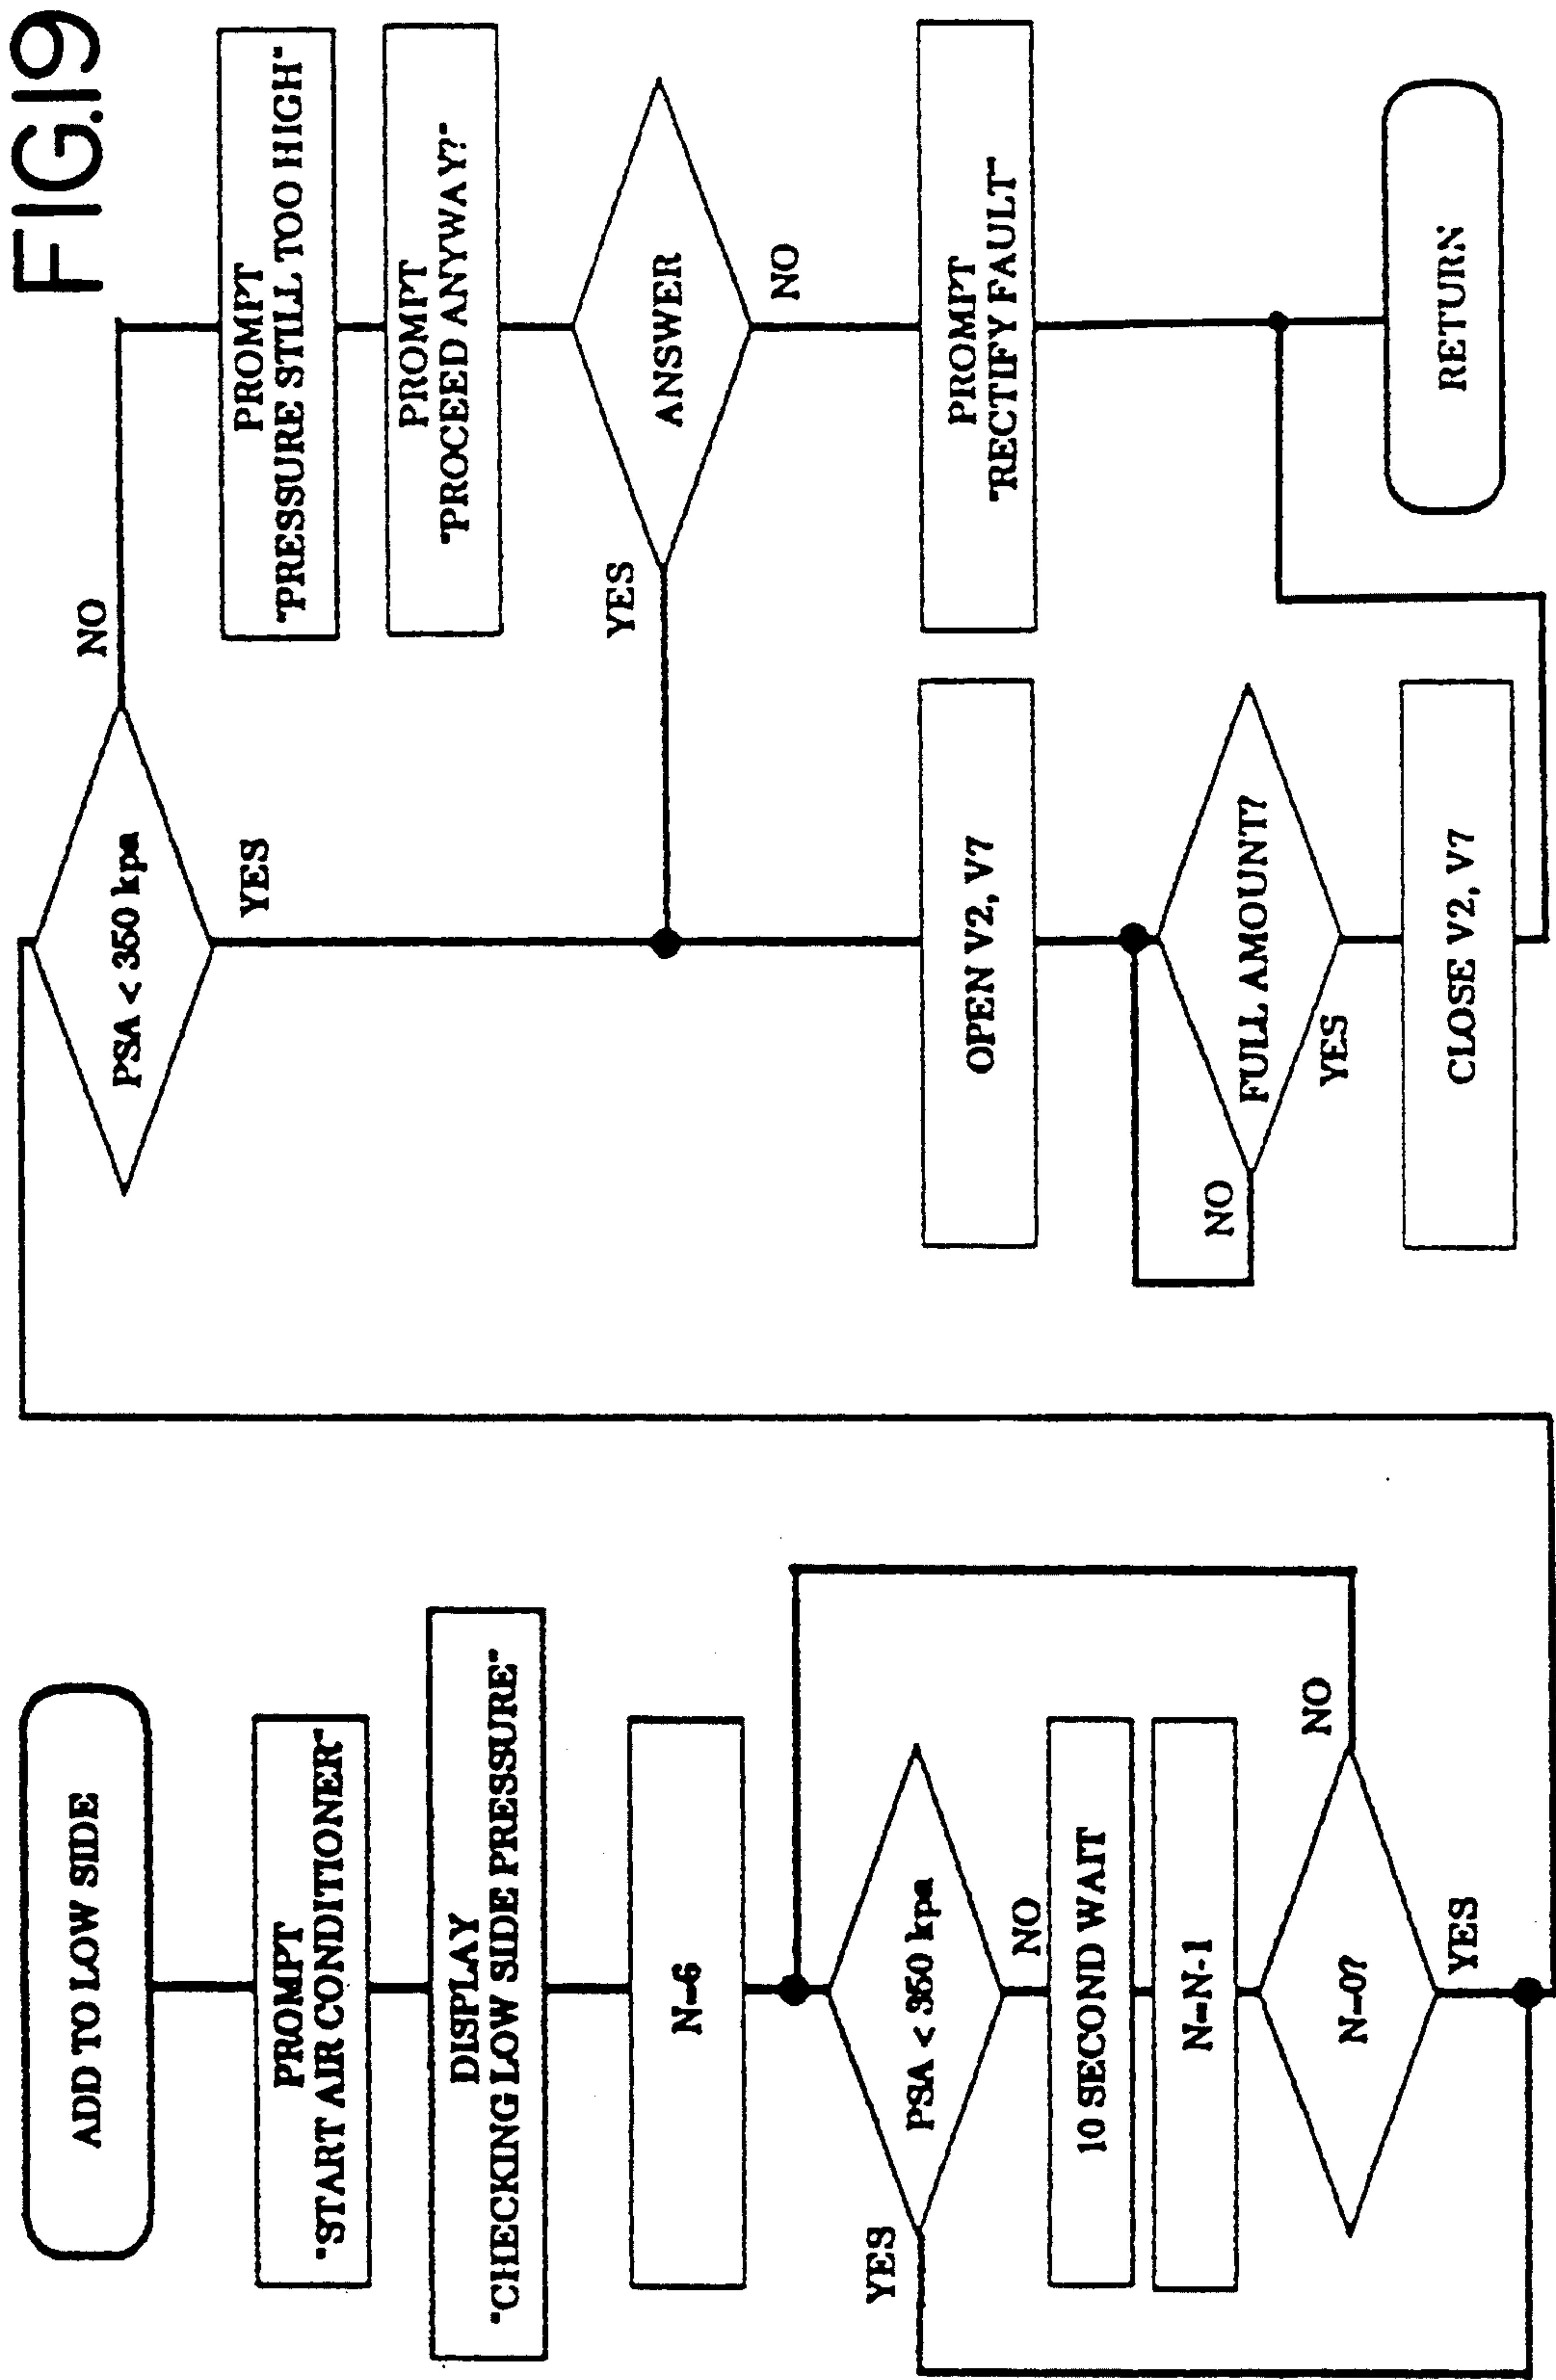 FIG.19
ADD TO LOW SIDE
PROMPT
"START AIR CONDITIONER"
DISPLAY
"CHECKING LOW SIDE PRESSURE"
N=6
PSA < 350 kpa
YES
NO
10 SECOND WAIT
N=N-1
N=0?
NO
YES
PSA < 350 kpa
NO
YES
PROMPT
"PRESSURE STILL TOO HIGH"
PROMPT
"PROCEED ANYWAY?"
ANSWER
YES
NO
OPEN V2, V7
PROMPT
"RECTIFY FAULT"
FULL AMOUNT?
NO
YES
CLOSE V2, V7
RETURN